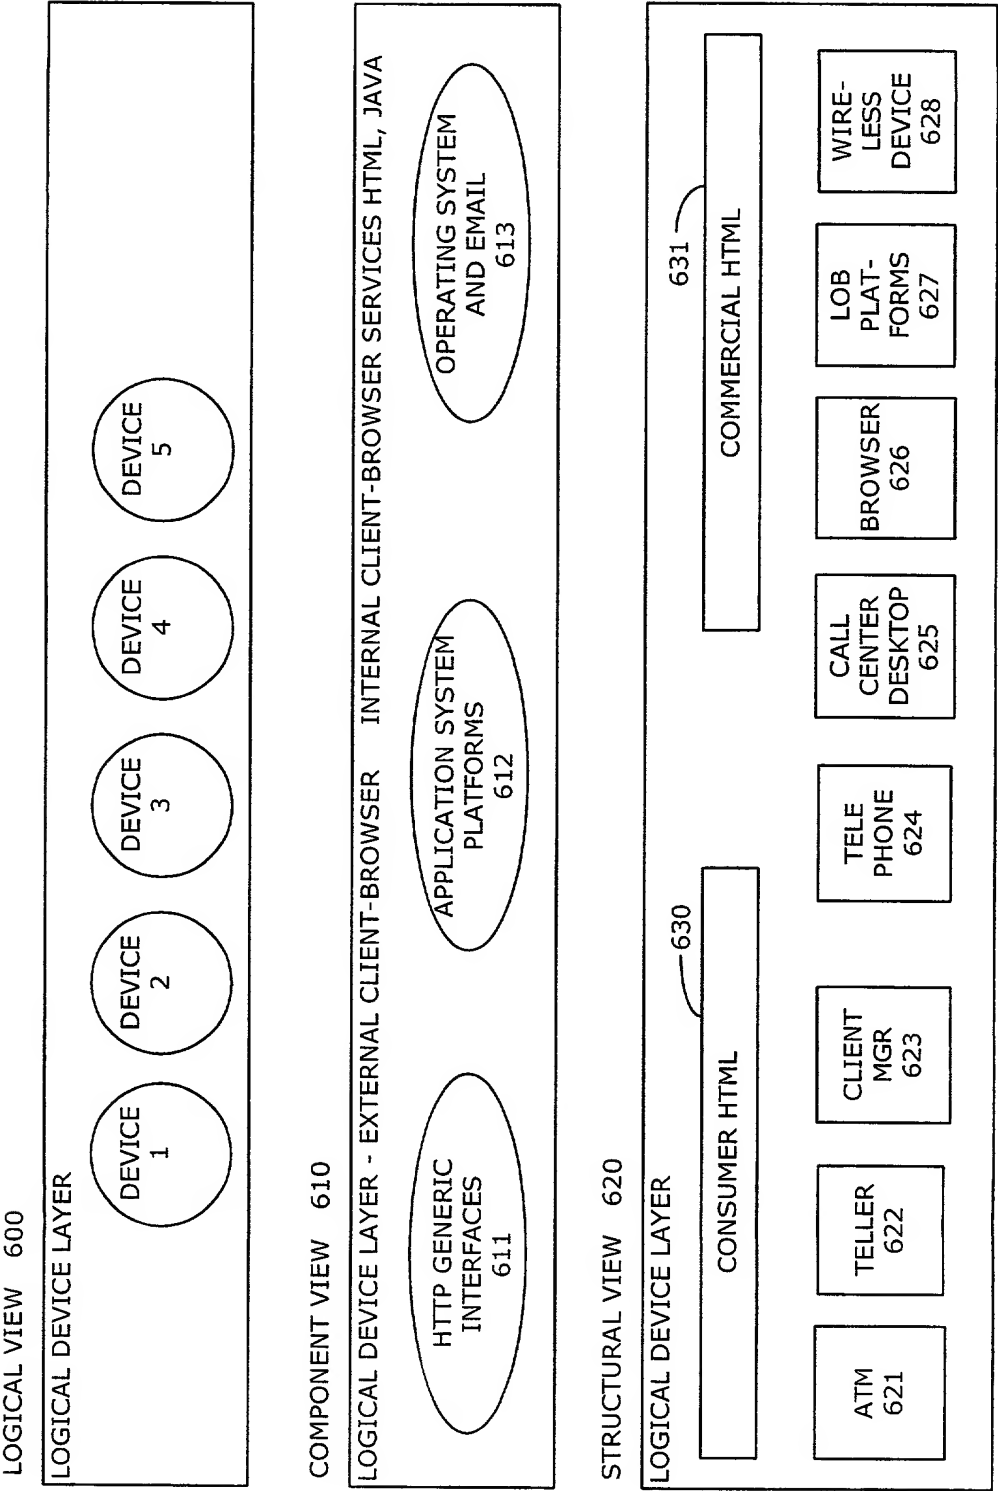 LOGICAL VIEW 600
LOGICAL DEVICE LAYER
DEVICE
1
DEVICE
2
DEVICE
3
DEVICE
4
DEVICE
5
COMPONENT VIEW 610
LOGICAL DEVICE LAYER - EXTERNAL CLIENT-BROWSER INTERNAL CLIENT-BROWSER SERVICES HTML, JAVA
HTTP GENERIC
INTERFACES
611
APPLICATION SYSTEM
PLATFORMS
612
OPERATING SYSTEM
AND EMAIL
613
STRUCTURAL VIEW 620
LOGICAL DEVICE LAYER
630
631
CONSUMER HTML
COMMERCIAL HTML
ATM
621
TELLER
622
CLIENT
MGR
623
TELE
PHONE
624
CALL
CENTER
DESKTOP
625
BROWSER
626
LOB
PLAT-
FORMS
627
WIRE-
LESS
DEVICE
628